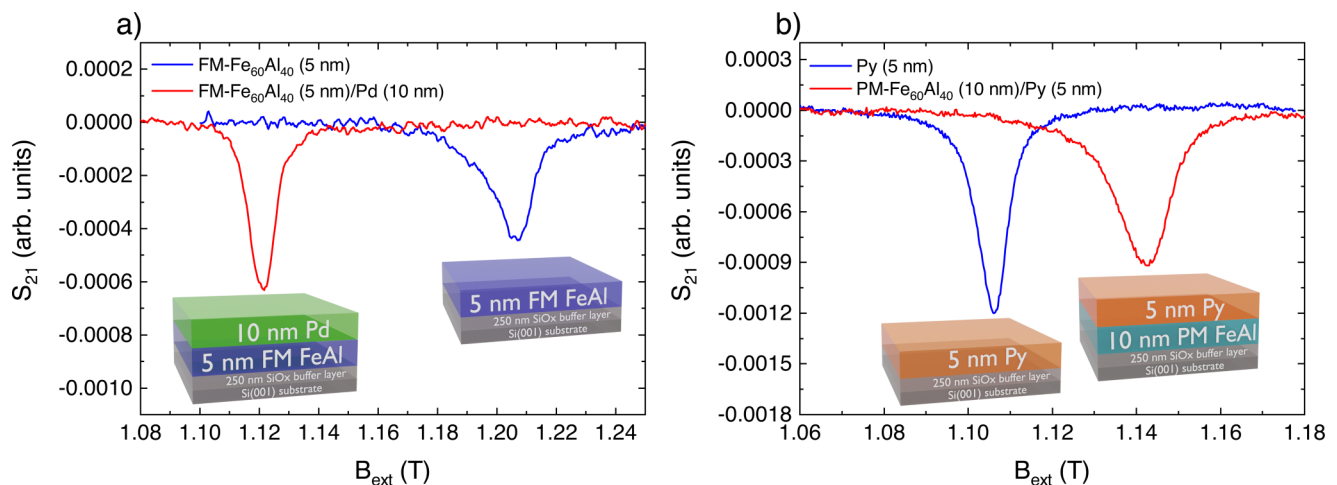 a)
FM-Fe₆₀Al₄₀ (5 nm)
FM-Fe₆₀Al₄₀ (5 nm)/Pd (10 nm)
0.0002
0.0000
-0.0002
-0.0004
-0.0006
-0.0008
-0.0010
S₂₁ (arb. units)
10 nm Pd
5 nm FM FeAl
250 nm SiOx buffer layer
Si(001) substrate
5 nm FM FeAl
250 nm SiOx buffer layer
Si(001) substrate
1.08 1.10 1.12 1.14 1.16 1.18 1.20 1.22 1.24
B_ext (T)
b)
Py (5 nm)
PM-Fe₆₀Al₄₀ (10 nm)/Py (5 nm)
0.0003
0.0000
-0.0003
-0.0006
-0.0009
-0.0012
-0.0015
-0.0018
S₂₁ (arb. units)
5 nm Py
250 nm SiOx buffer layer
Si(001) substrate
5 nm Py
10 nm PM FeAl
250 nm SiOx buffer layer
Si(001) substrate
1.06 1.08 1.10 1.12 1.14 1.16 1.18
B_ext (T)